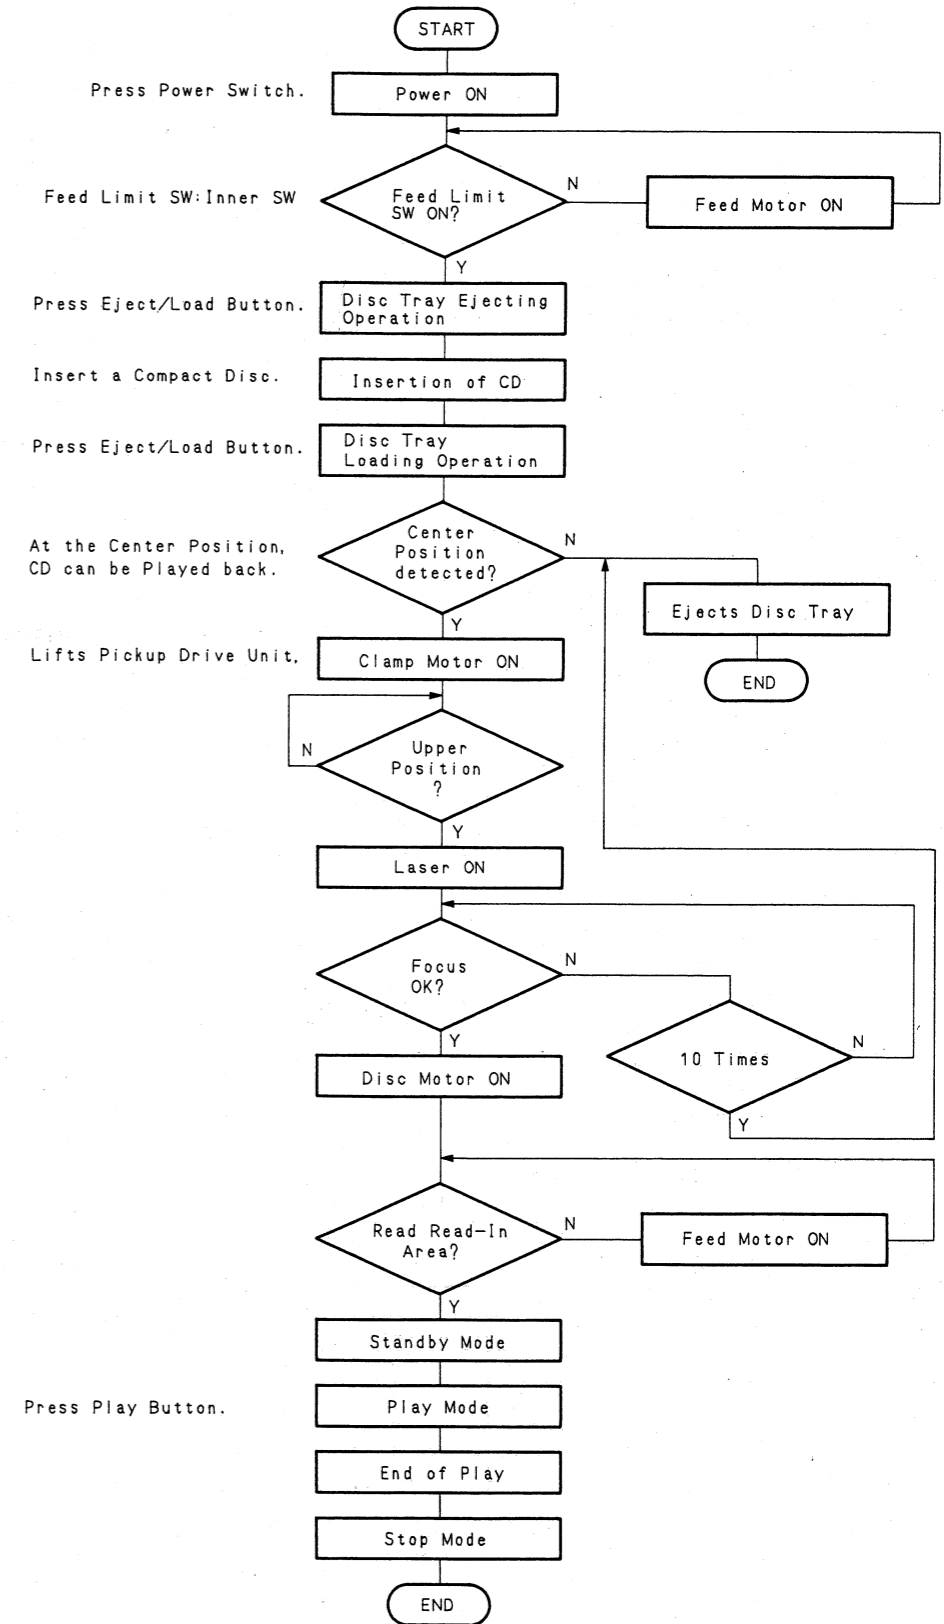 START
Press Power Switch.
Power ON
Feed Limit SW:Inner SW
Feed Limit
SW ON?
N
Feed Motor ON
Y
Press Eject/Load Button.
Disc Tray Ejecting
Operation
Insert a Compact Disc.
Insertion of CD
Press Eject/Load Button.
Disc Tray
Loading Operation
At the Center Position,
CD can be Played back.
Center
Position
detected?
N
Ejects Disc Tray
END
Y
Lifts Pickup Drive Unit,
Clamp Motor ON
N
Upper
Position
?
Y
Laser ON
Focus
OK?
N
10 Times
N
Y
Y
Disc Motor ON
Read Read-In
Area?
N
Feed Motor ON
Y
Standby Mode
Press Play Button.
Play Mode
End of Play
Stop Mode
END